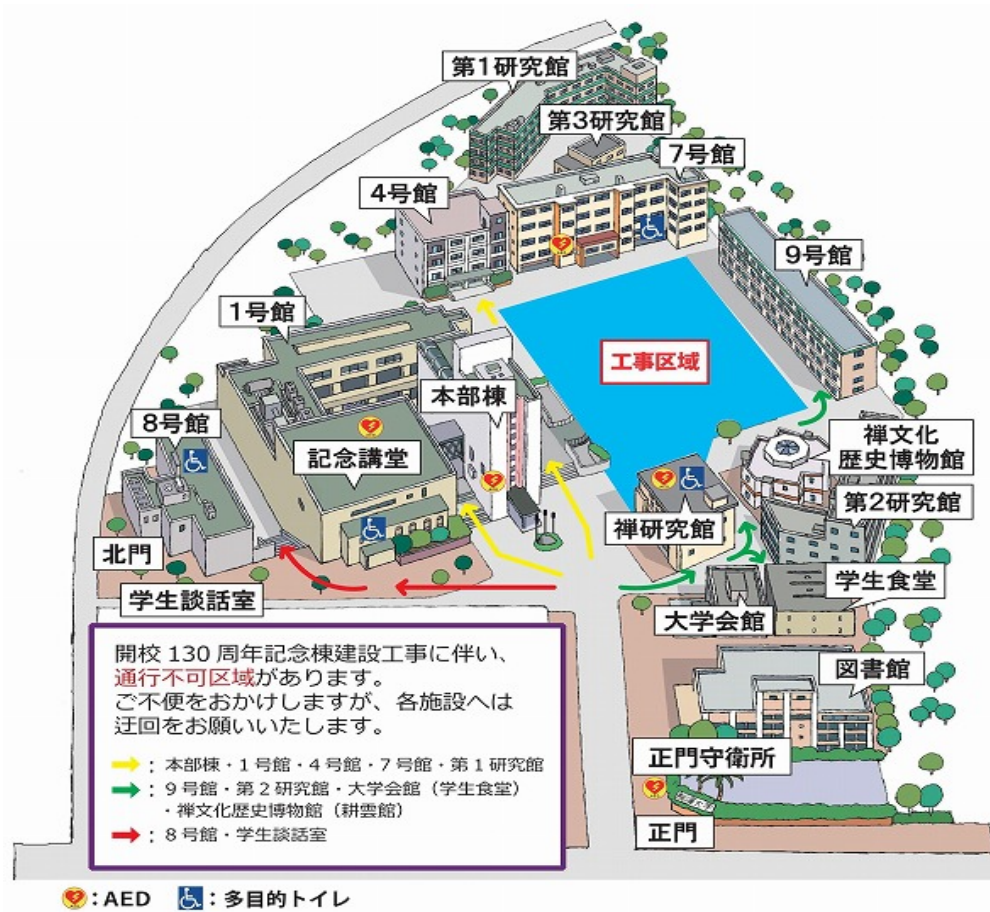 第1研究館
第3研究館
7号館
4号館
9号館
1号館
工事区域
本部棟
8号館
記念講堂
禅文化
歴史博物館
第2研究館
禅研究館
北門
学生談話室
学生食堂
大学会館
図書館
正門守衛所
正門
開校130周年記念棟建設工事に伴い、
通行不可区域があります。
ご不便をおかけしますが、各施設へは
迂回をお願いいたします。
➡：本部棟・1号館・4号館・7号館・第1研究館
➡：9号館・第2研究館・大学会館（学生食堂）
・禅文化歴史博物館（耕雲館）
➡：8号館・学生談話室
：AED ：多目的トイレ